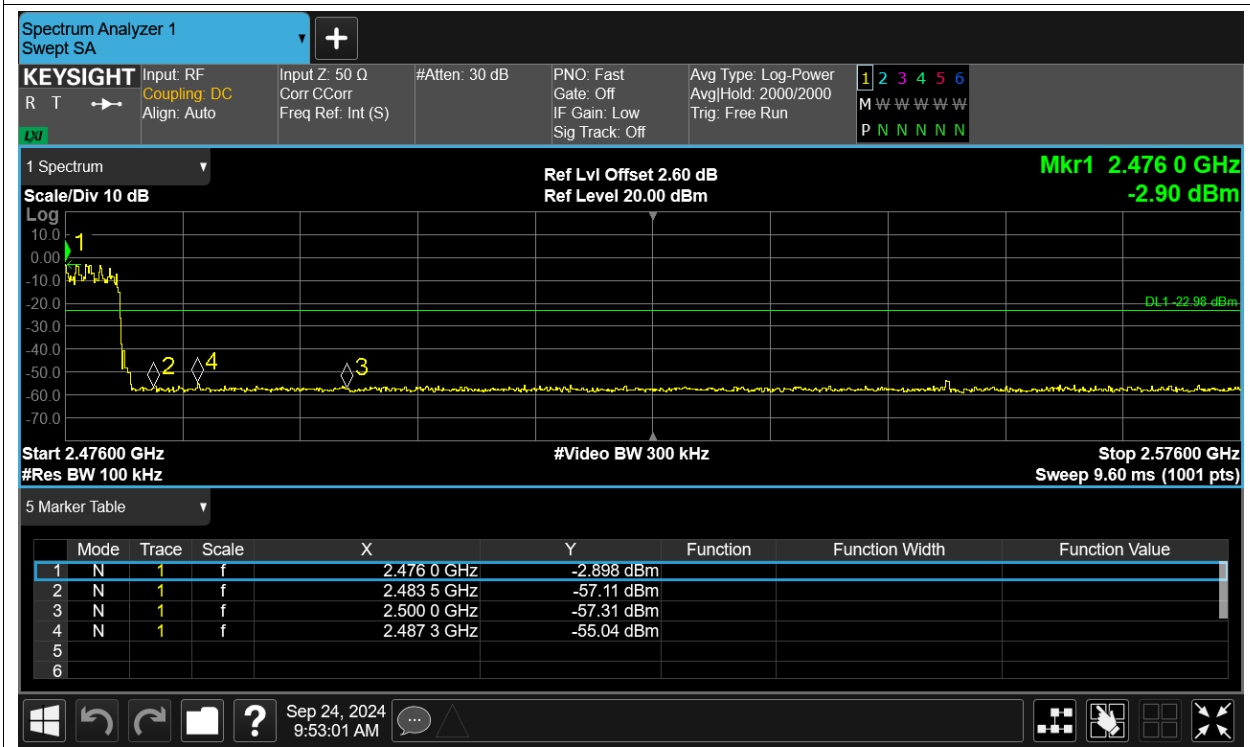 Spectrum Analyzer 1
Swept SA
KEYSIGHT
R T
LXI
Input: RF
Coupling: DC
Align: Auto
Input Z: 50 Ω
Corr CCorr
Freq Ref: Int (S)
#Atten: 30 dB
PNO: Fast
Gate: Off
IF Gain: Low
Sig Track: Off
Avg Type: Log-Power
Avg|Hold: 2000/2000
Trig: Free Run
1 2 3 4 5 6
M W W W W W
P N N N N N
1 Spectrum
Scale/Div 10 dB
Ref Lvl Offset 2.60 dB
Ref Level 20.00 dBm
Mkr1 2.476 0 GHz
-2.90 dBm
Log
10.0
0.00
-10.0
-20.0
-30.0
-40.0
-50.0
-60.0
-70.0
1
2
4
3
DL1 -22.98 dBm
Start 2.47600 GHz
#Video BW 300 kHz
Stop 2.57600 GHz
#Res BW 100 kHz
Sweep 9.60 ms (1001 pts)
5 Marker Table
Mode Trace Scale X Y Function Function Width Function Value
1 N 1 f 2.476 0 GHz -2.898 dBm
2 N 1 f 2.483 5 GHz -57.11 dBm
3 N 1 f 2.500 0 GHz -57.31 dBm
4 N 1 f 2.487 3 GHz -55.04 dBm
5
6
?
Sep 24, 2024
9:53:01 AM